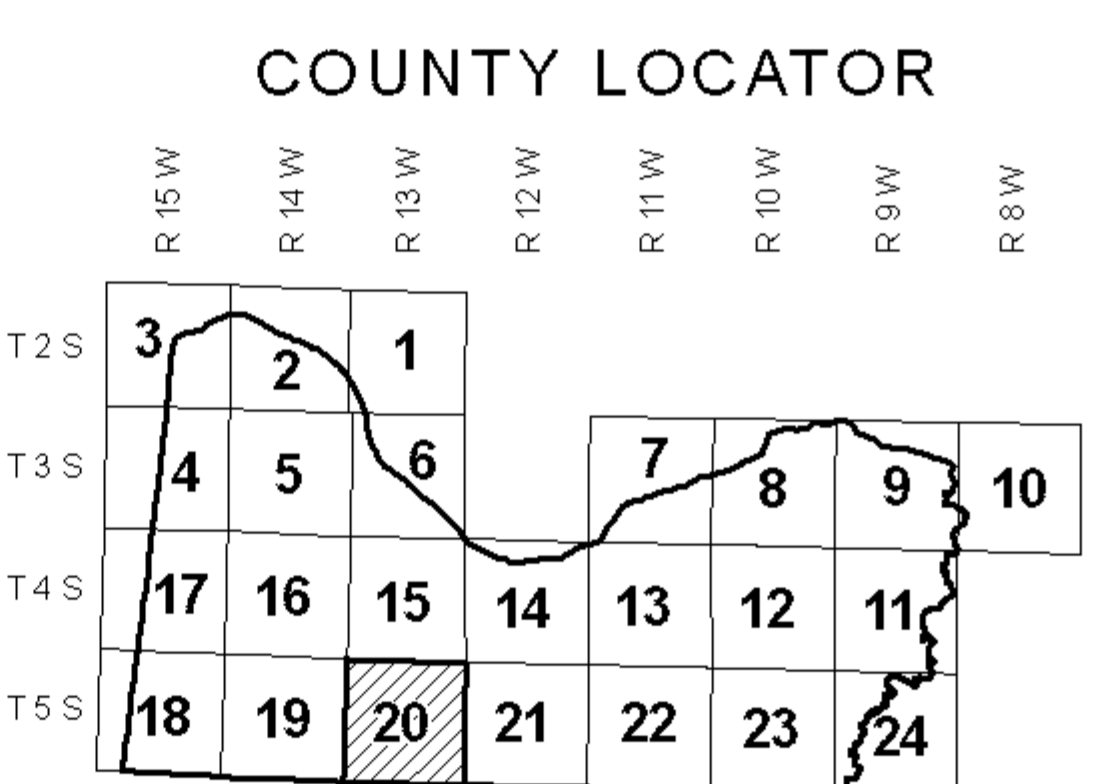 COUNTY LOCATOR
R 15 W R 14 W R 13 W R 12 W R 11 W R 10 W R 9 W R 8 W
T 2 S 3 2 1
T 3 S 4 5 6 7 8 9 10
T 4 S 17 16 15 14 13 12 11
T 5 S 18 19 20 21 22 23 24